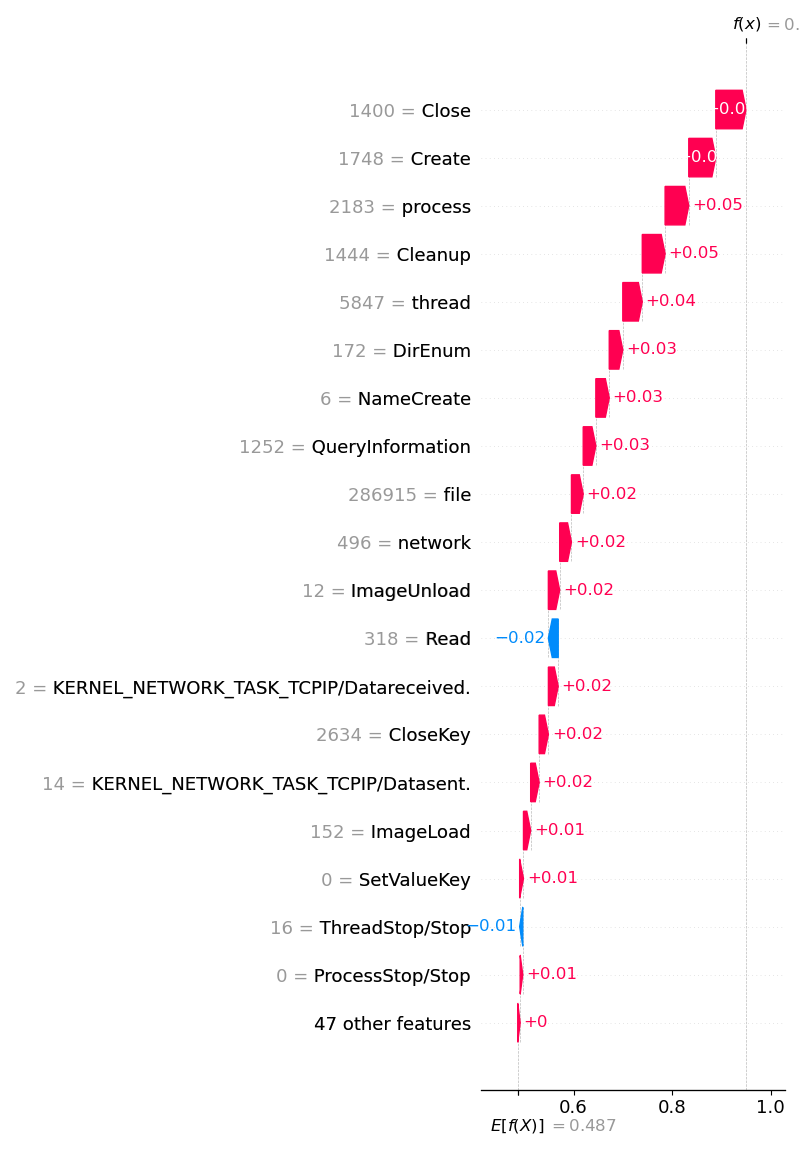 f(x) = 0.
1400 = Close
1748 = Create
2183 = process +0.05
1444 = Cleanup +0.05
5847 = thread +0.04
172 = DirEnum +0.03
6 = NameCreate +0.03
1252 = QueryInformation +0.03
286915 = file +0.02
496 = network +0.02
12 = ImageUnload +0.02
318 = Read −0.02
2 = KERNEL_NETWORK_TASK_TCPIP/Datareceived. +0.02
2634 = CloseKey +0.02
14 = KERNEL_NETWORK_TASK_TCPIP/Datasent. +0.02
152 = ImageLoad +0.01
0 = SetValueKey +0.01
16 = ThreadStop/Stop −0.01
0 = ProcessStop/Stop +0.01
47 other features +0
0.6 0.8 1.0
E[f(X)] = 0.487